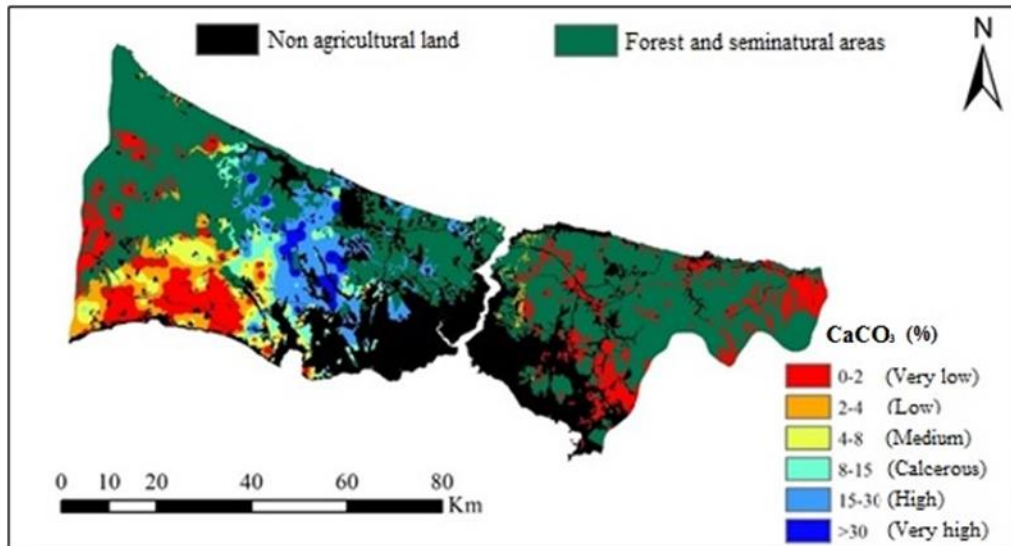 Non agricultural land
Forest and seminatural areas
N
CaCO₃ (%)
0-2 (Very low)
2-4 (Low)
4-8 (Medium)
8-15 (Calcerous)
15-30 (High)
>30 (Very high)
0 10 20 40 60 80
Km